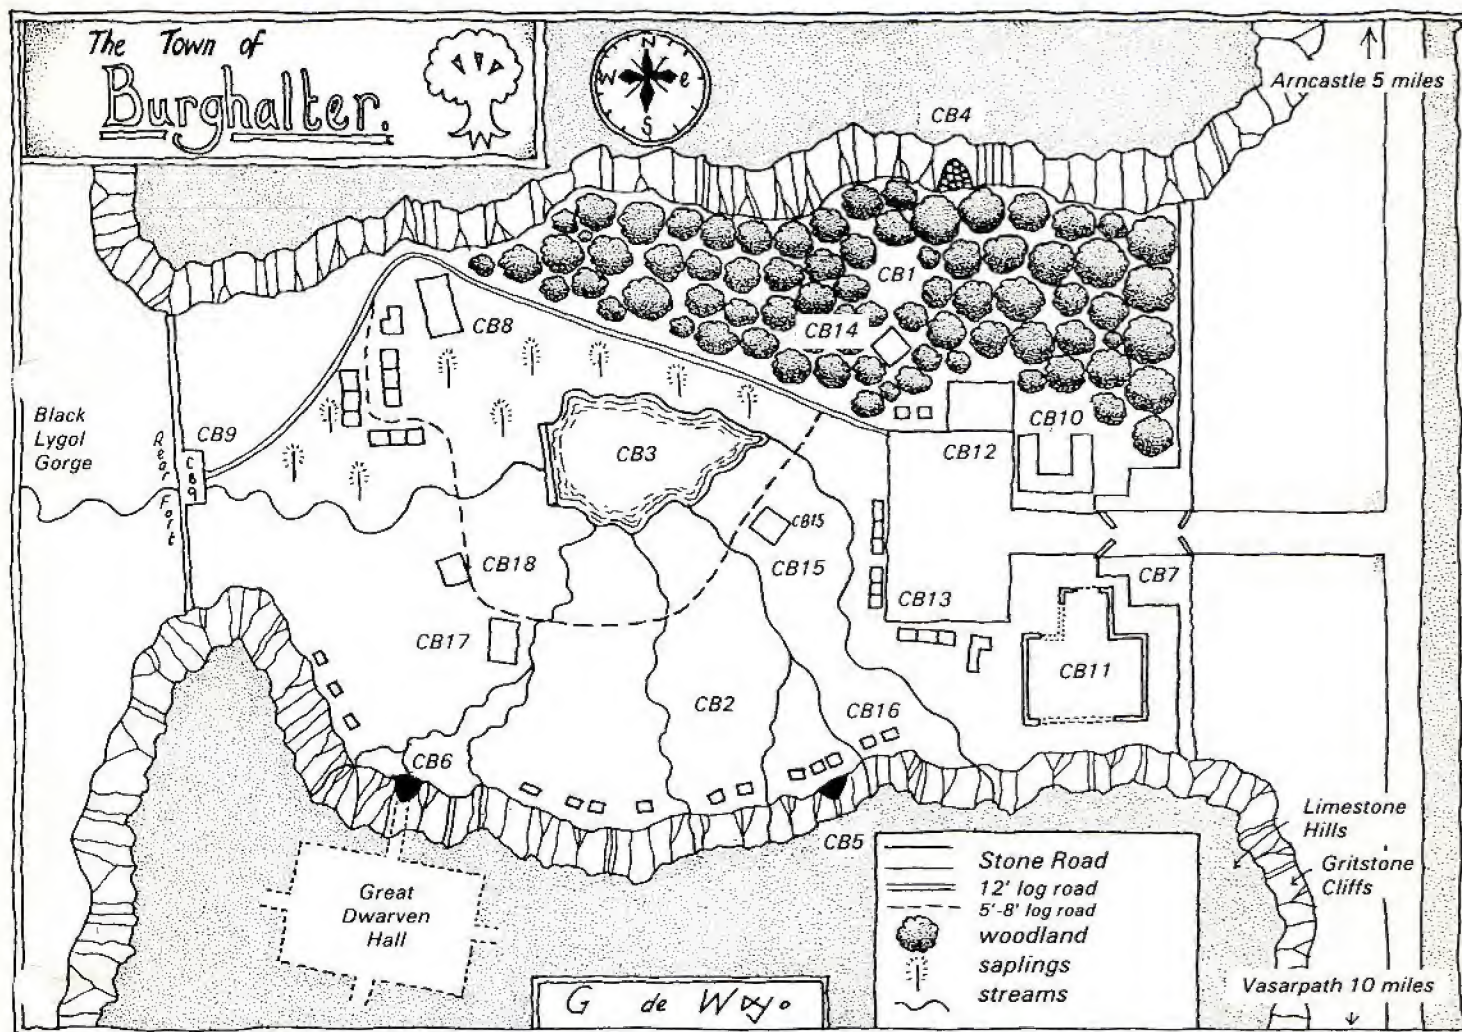 The Town of
Burghalter.
N
W e
S
Arncastle 5 miles
CB4
CB1
CB14
CB8
Black
Lygol
Gorge
CB9
Rear Fort
CB9
CB3
CB12
CB10
CB15
CB15
CB18
CB13
CB7
CB17
CB11
CB2
CB16
CB6
CB5
Limestone
Hills
Gritstone
Cliffs
Great
Dwarven
Hall
Stone Road
12' log road
5'-8' log road
woodland
saplings
streams
G de W
Vasarpath 10 miles